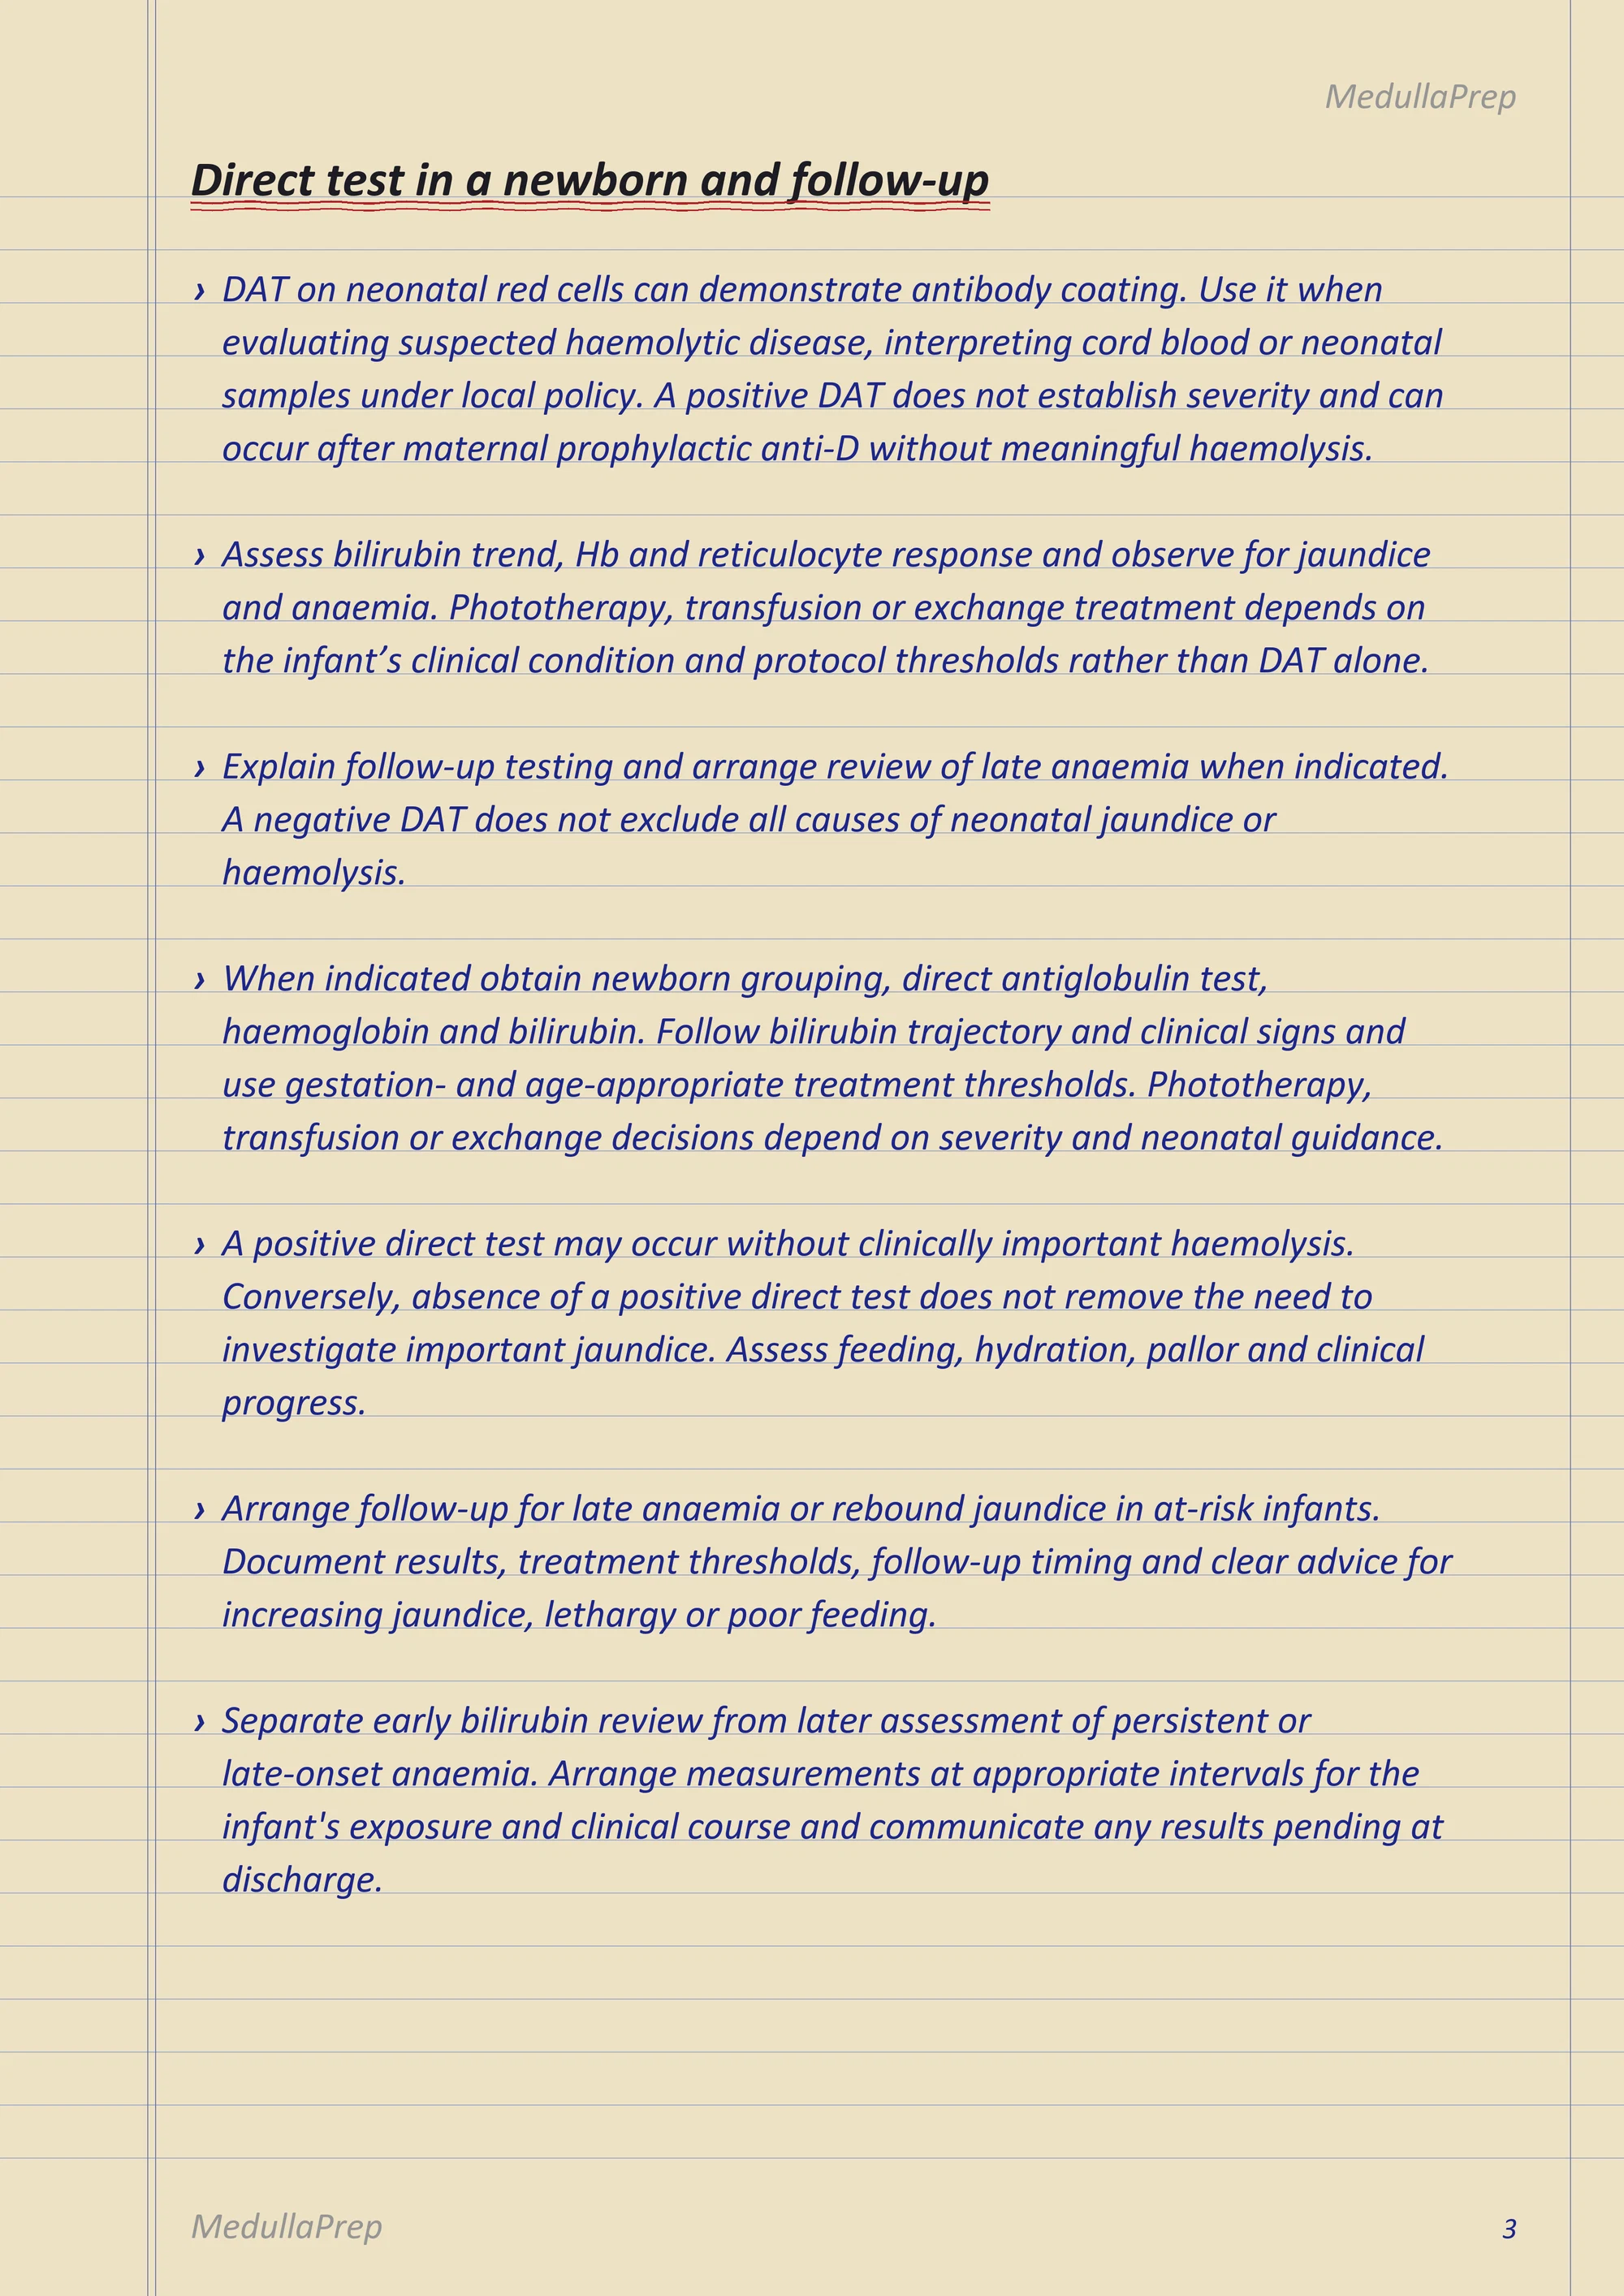 MedullaPrep
Direct test in a newborn and follow-up
› DAT on neonatal red cells can demonstrate antibody coating. Use it when
evaluating suspected haemolytic disease, interpreting cord blood or neonatal
samples under local policy. A positive DAT does not establish severity and can
occur after maternal prophylactic anti-D without meaningful haemolysis.
› Assess bilirubin trend, Hb and reticulocyte response and observe for jaundice
and anaemia. Phototherapy, transfusion or exchange treatment depends on
the infant’s clinical condition and protocol thresholds rather than DAT alone.
› Explain follow-up testing and arrange review of late anaemia when indicated.
A negative DAT does not exclude all causes of neonatal jaundice or
haemolysis.
› When indicated obtain newborn grouping, direct antiglobulin test,
haemoglobin and bilirubin. Follow bilirubin trajectory and clinical signs and
use gestation- and age-appropriate treatment thresholds. Phototherapy,
transfusion or exchange decisions depend on severity and neonatal guidance.
› A positive direct test may occur without clinically important haemolysis.
Conversely, absence of a positive direct test does not remove the need to
investigate important jaundice. Assess feeding, hydration, pallor and clinical
progress.
› Arrange follow-up for late anaemia or rebound jaundice in at-risk infants.
Document results, treatment thresholds, follow-up timing and clear advice for
increasing jaundice, lethargy or poor feeding.
› Separate early bilirubin review from later assessment of persistent or
late-onset anaemia. Arrange measurements at appropriate intervals for the
infant's exposure and clinical course and communicate any results pending at
discharge.
MedullaPrep
3